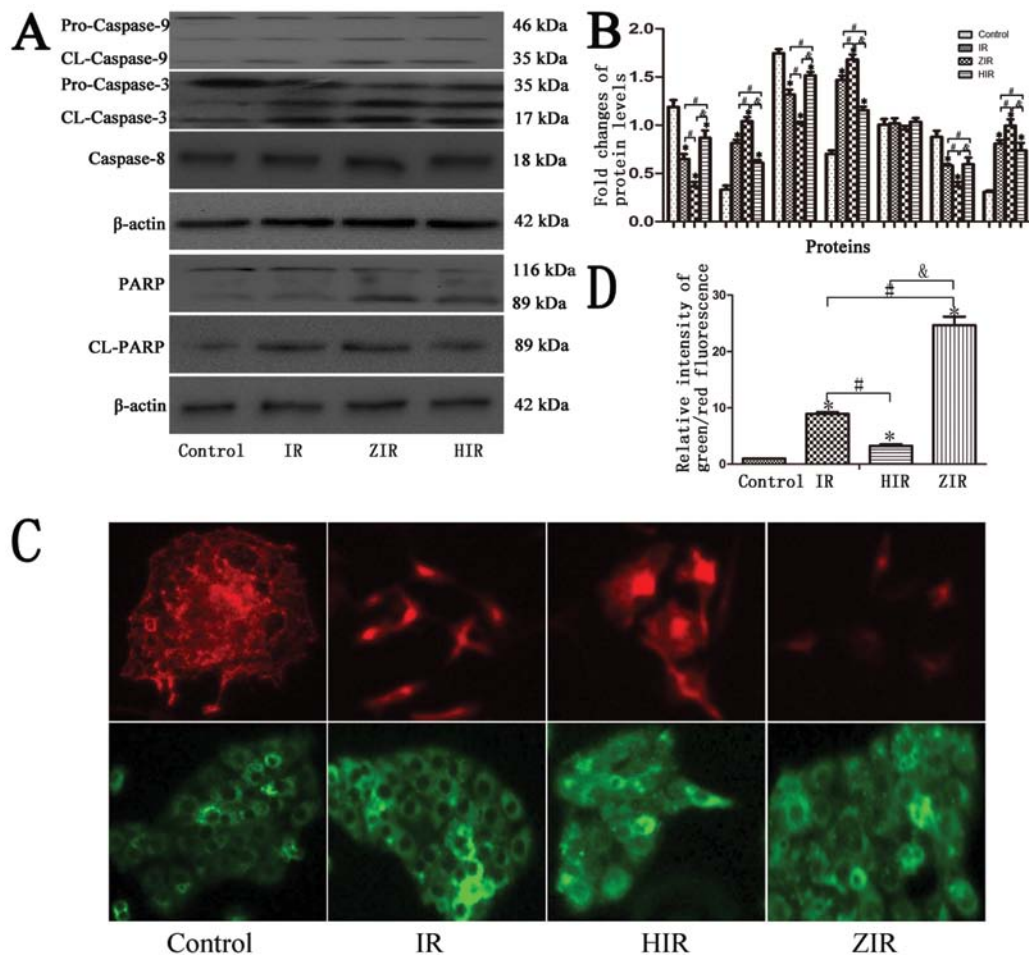 A
Pro-Caspase-9
46 kDa
CL-Caspase-9
35 kDa
Pro-Caspase-3
35 kDa
CL-Caspase-3
17 kDa
Caspase-8
18 kDa
β-actin
42 kDa
PARP
116 kDa
89 kDa
CL-PARP
89 kDa
β-actin
42 kDa
Control IR ZIR HIR
B
Fold changes of
protein levels
2.0
1.5
1.0
0.5
0.0
Control
IR
ZIR
HIR
Proteins
D
Relative intensity of
green/red fluorescence
30
20
10
0
&
#
#
* * *
Control IR HIR ZIR
C
Control IR HIR ZIR